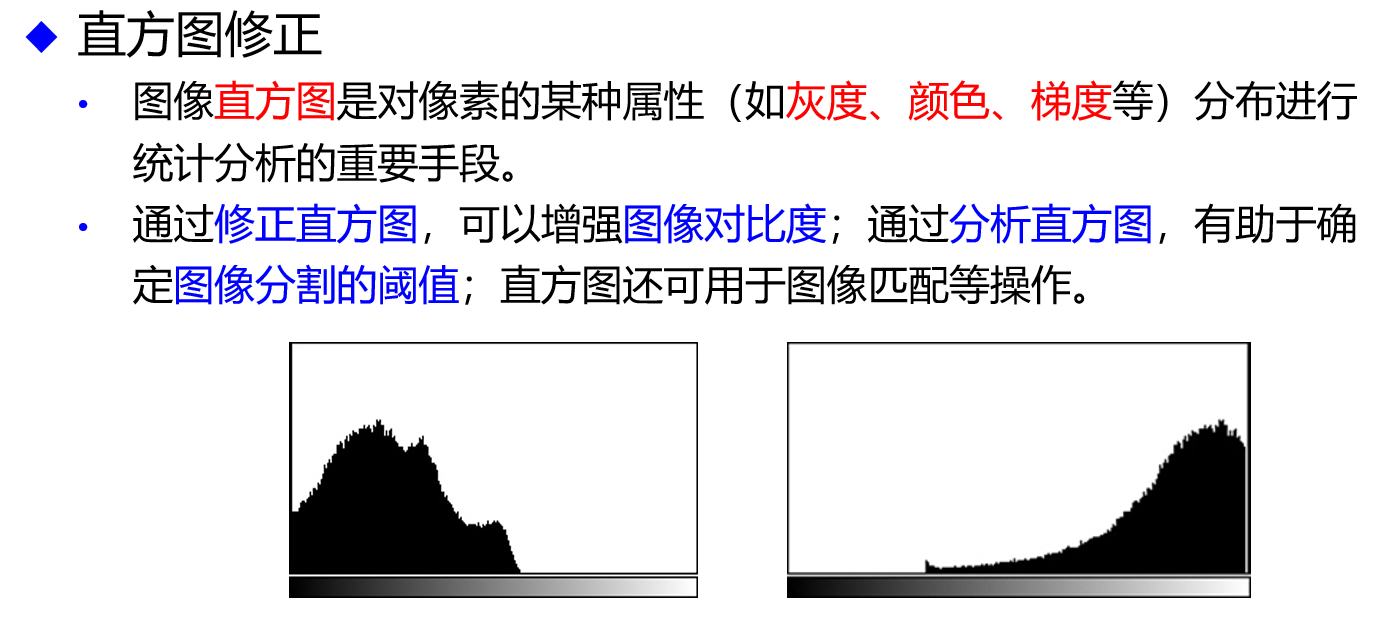 ◆ 直方图修正
• 图像直方图是对像素的某种属性（如灰度、颜色、梯度等）分布进行
统计分析的重要手段。
• 通过修正直方图，可以增强图像对比度；通过分析直方图，有助于确
定图像分割的阈值；直方图还可用于图像匹配等操作。